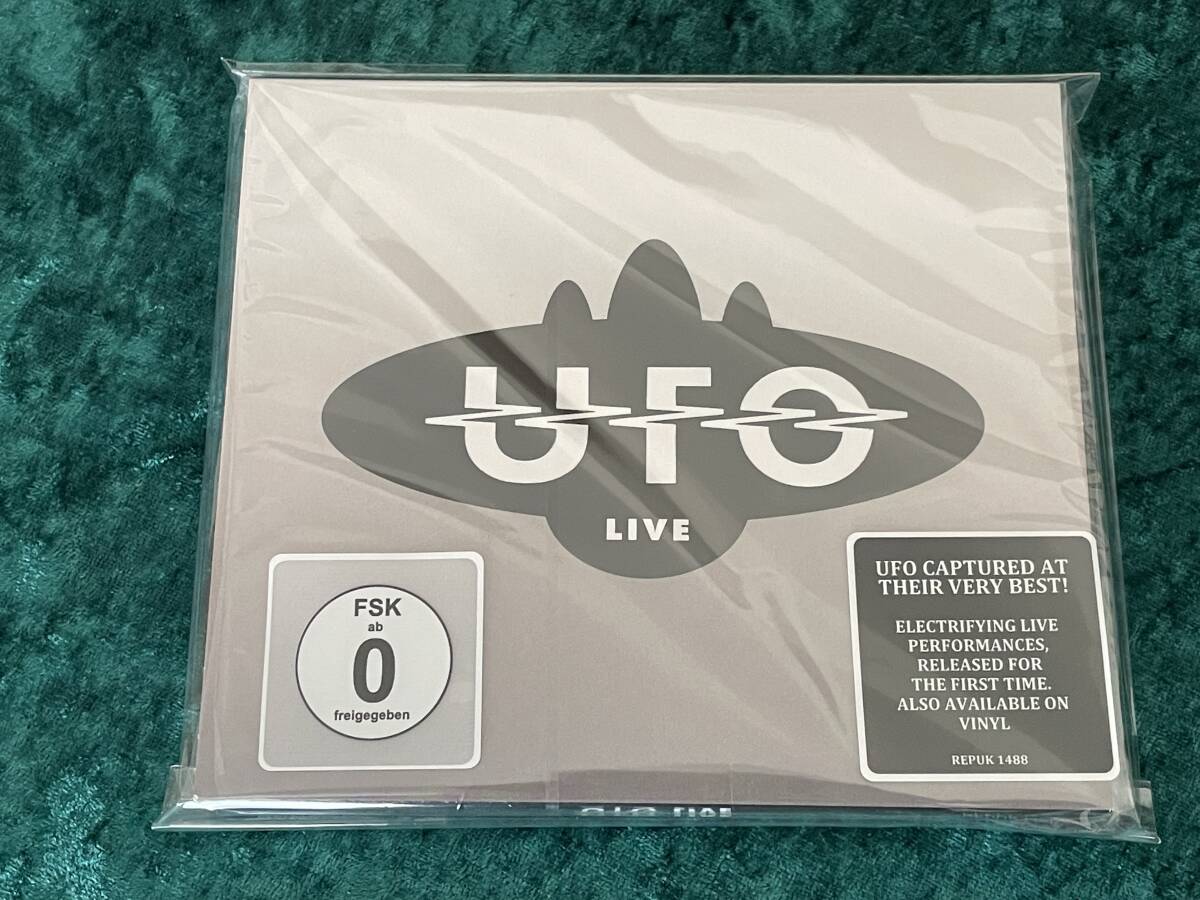 UFO
LIVE
FSK
ab
0
freigegeben
UFO CAPTURED AT
THEIR VERY BEST!
ELECTRIFYING LIVE
PERFORMANCES,
RELEASED FOR
THE FIRST TIME.
ALSO AVAILABLE ON
VINYL
REPUK 1488